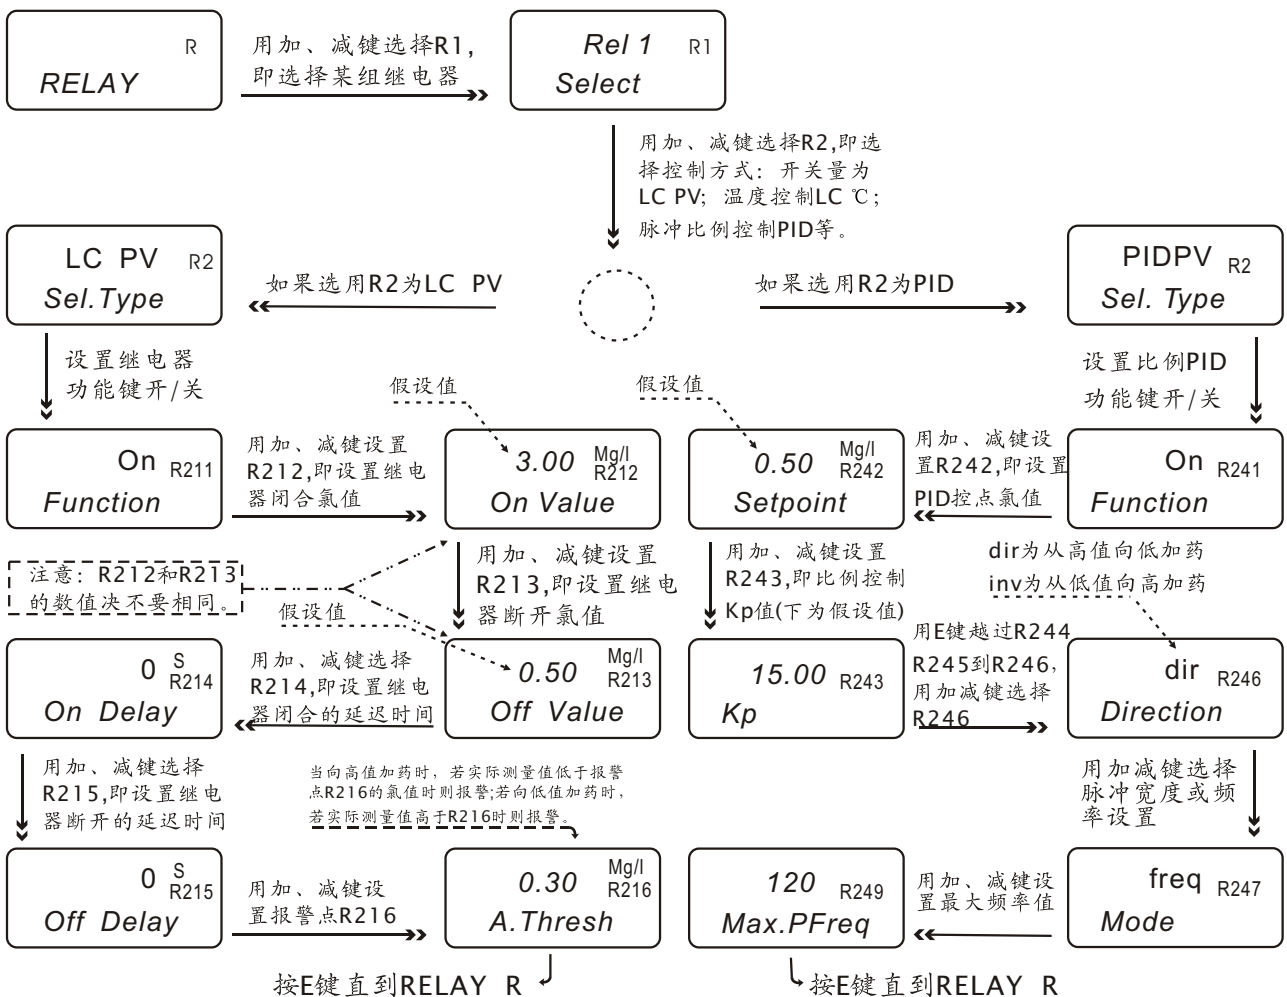 R
RELAY
用加、减键选择R1,
即选择某组继电器
Rel 1 R1
Select
用加、减键选择R2,即选
择控制方式：开关量为
LC PV；温度控制LC ℃；
脉冲比例控制PID等。
LC PV R2
Sel.Type
如果选用R2为LC PV
如果选用R2为PID
PIDPV R2
Sel. Type
设置继电器
功能键开/关
假设值
假设值
设置比例PID
功能键开/关
On R211
Function
用加、减键设置
R212,即设置继电
器闭合氯值
3.00 Mg/l
R212
On Value
0.50 Mg/l
R242
Setpoint
用加、减键设
置R242,即设置
PID控点氯值
On R241
Function
注意：R212和R213
的数值决不要相同。
假设值
用加、减键设置
R213,即设置继电
器断开氯值
用加、减键设置
R243,即比例控制
Kp值(下为假设值)
dir为从高值向低加药
inv为从低值向高加药
0 S
R214
On Delay
用加、减键选择
R214,即设置继电
器闭合的延迟时间
0.50 Mg/l
R213
Off Value
15.00 R243
Kp
用E键越过R244
R245到R246,
用加减键选择
R246
dir R246
Direction
用加、减键选择
R215,即设置继电
器断开的延迟时间
当向高值加药时，若实际测量值低于报警
点R216的氯值时则报警;若向低值加药时，
若实际测量值高于R216时则报警。
用加减键选择
脉冲宽度或频
率设置
0 S
R215
Off Delay
用加、减键设
置报警点R216
0.30 Mg/l
R216
A.Thresh
120 R249
Max.PFreq
用加、减键设
置最大频率值
freq R247
Mode
按E键直到RELAY R
按E键直到RELAY R